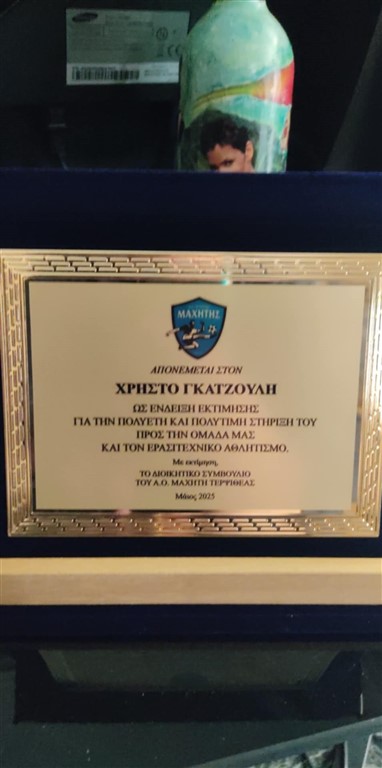 SAMSUNG
ΜΑΧΗΤΗΣ
ΑΠΟΝΕΜΕΤΑΙ ΣΤΟΝ
ΧΡΗΣΤΟ ΓΚΑΤΖΟΥΛΗ
ΩΣ ΕΝΔΕΙΞΗ ΕΚΤΙΜΗΣΗΣ
ΓΙΑ ΤΗΝ ΠΟΛΥΕΤΗ ΚΑΙ ΠΟΛΥΤΙΜΗ ΣΤΗΡΙΞΗ ΤΟΥ
ΠΡΟΣ ΤΗΝ ΟΜΑΔΑ ΜΑΣ
ΚΑΙ ΤΟΝ ΕΡΑΣΙΤΕΧΝΙΚΟ ΑΘΛΗΤΙΣΜΟ.
Με εκτίμηση,
ΤΟ ΔΙΟΙΚΗΤΙΚΟ ΣΥΜΒΟΥΛΙΟ
ΤΟΥ Α.Ο. ΜΑΧΗΤΗ ΤΕΡΨΙΘΕΑΣ
Μάιος 2025